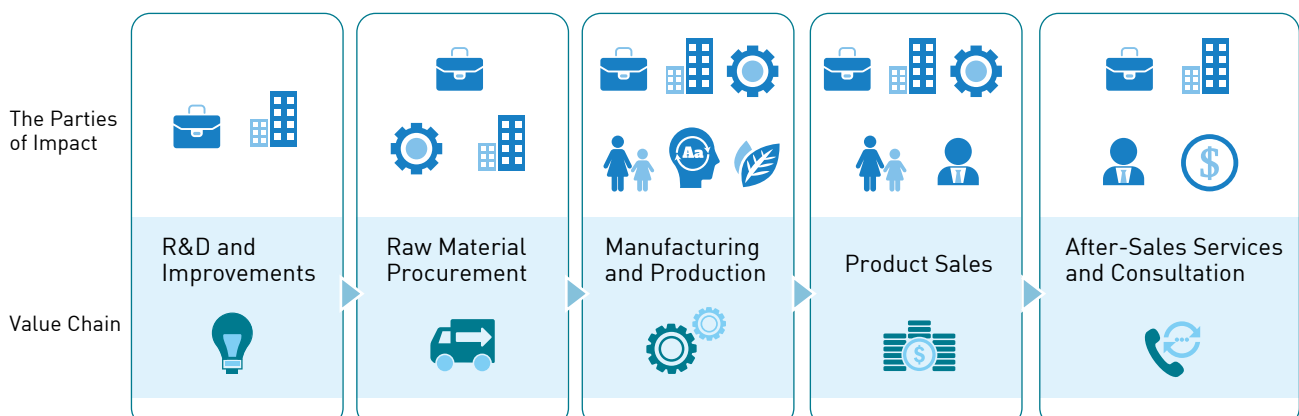 The Parties
of Impact
Aa
$
R&D and
Improvements
Raw Material
Procurement
Manufacturing
and Production
Product Sales
After-Sales Services
and Consultation
Value Chain
$